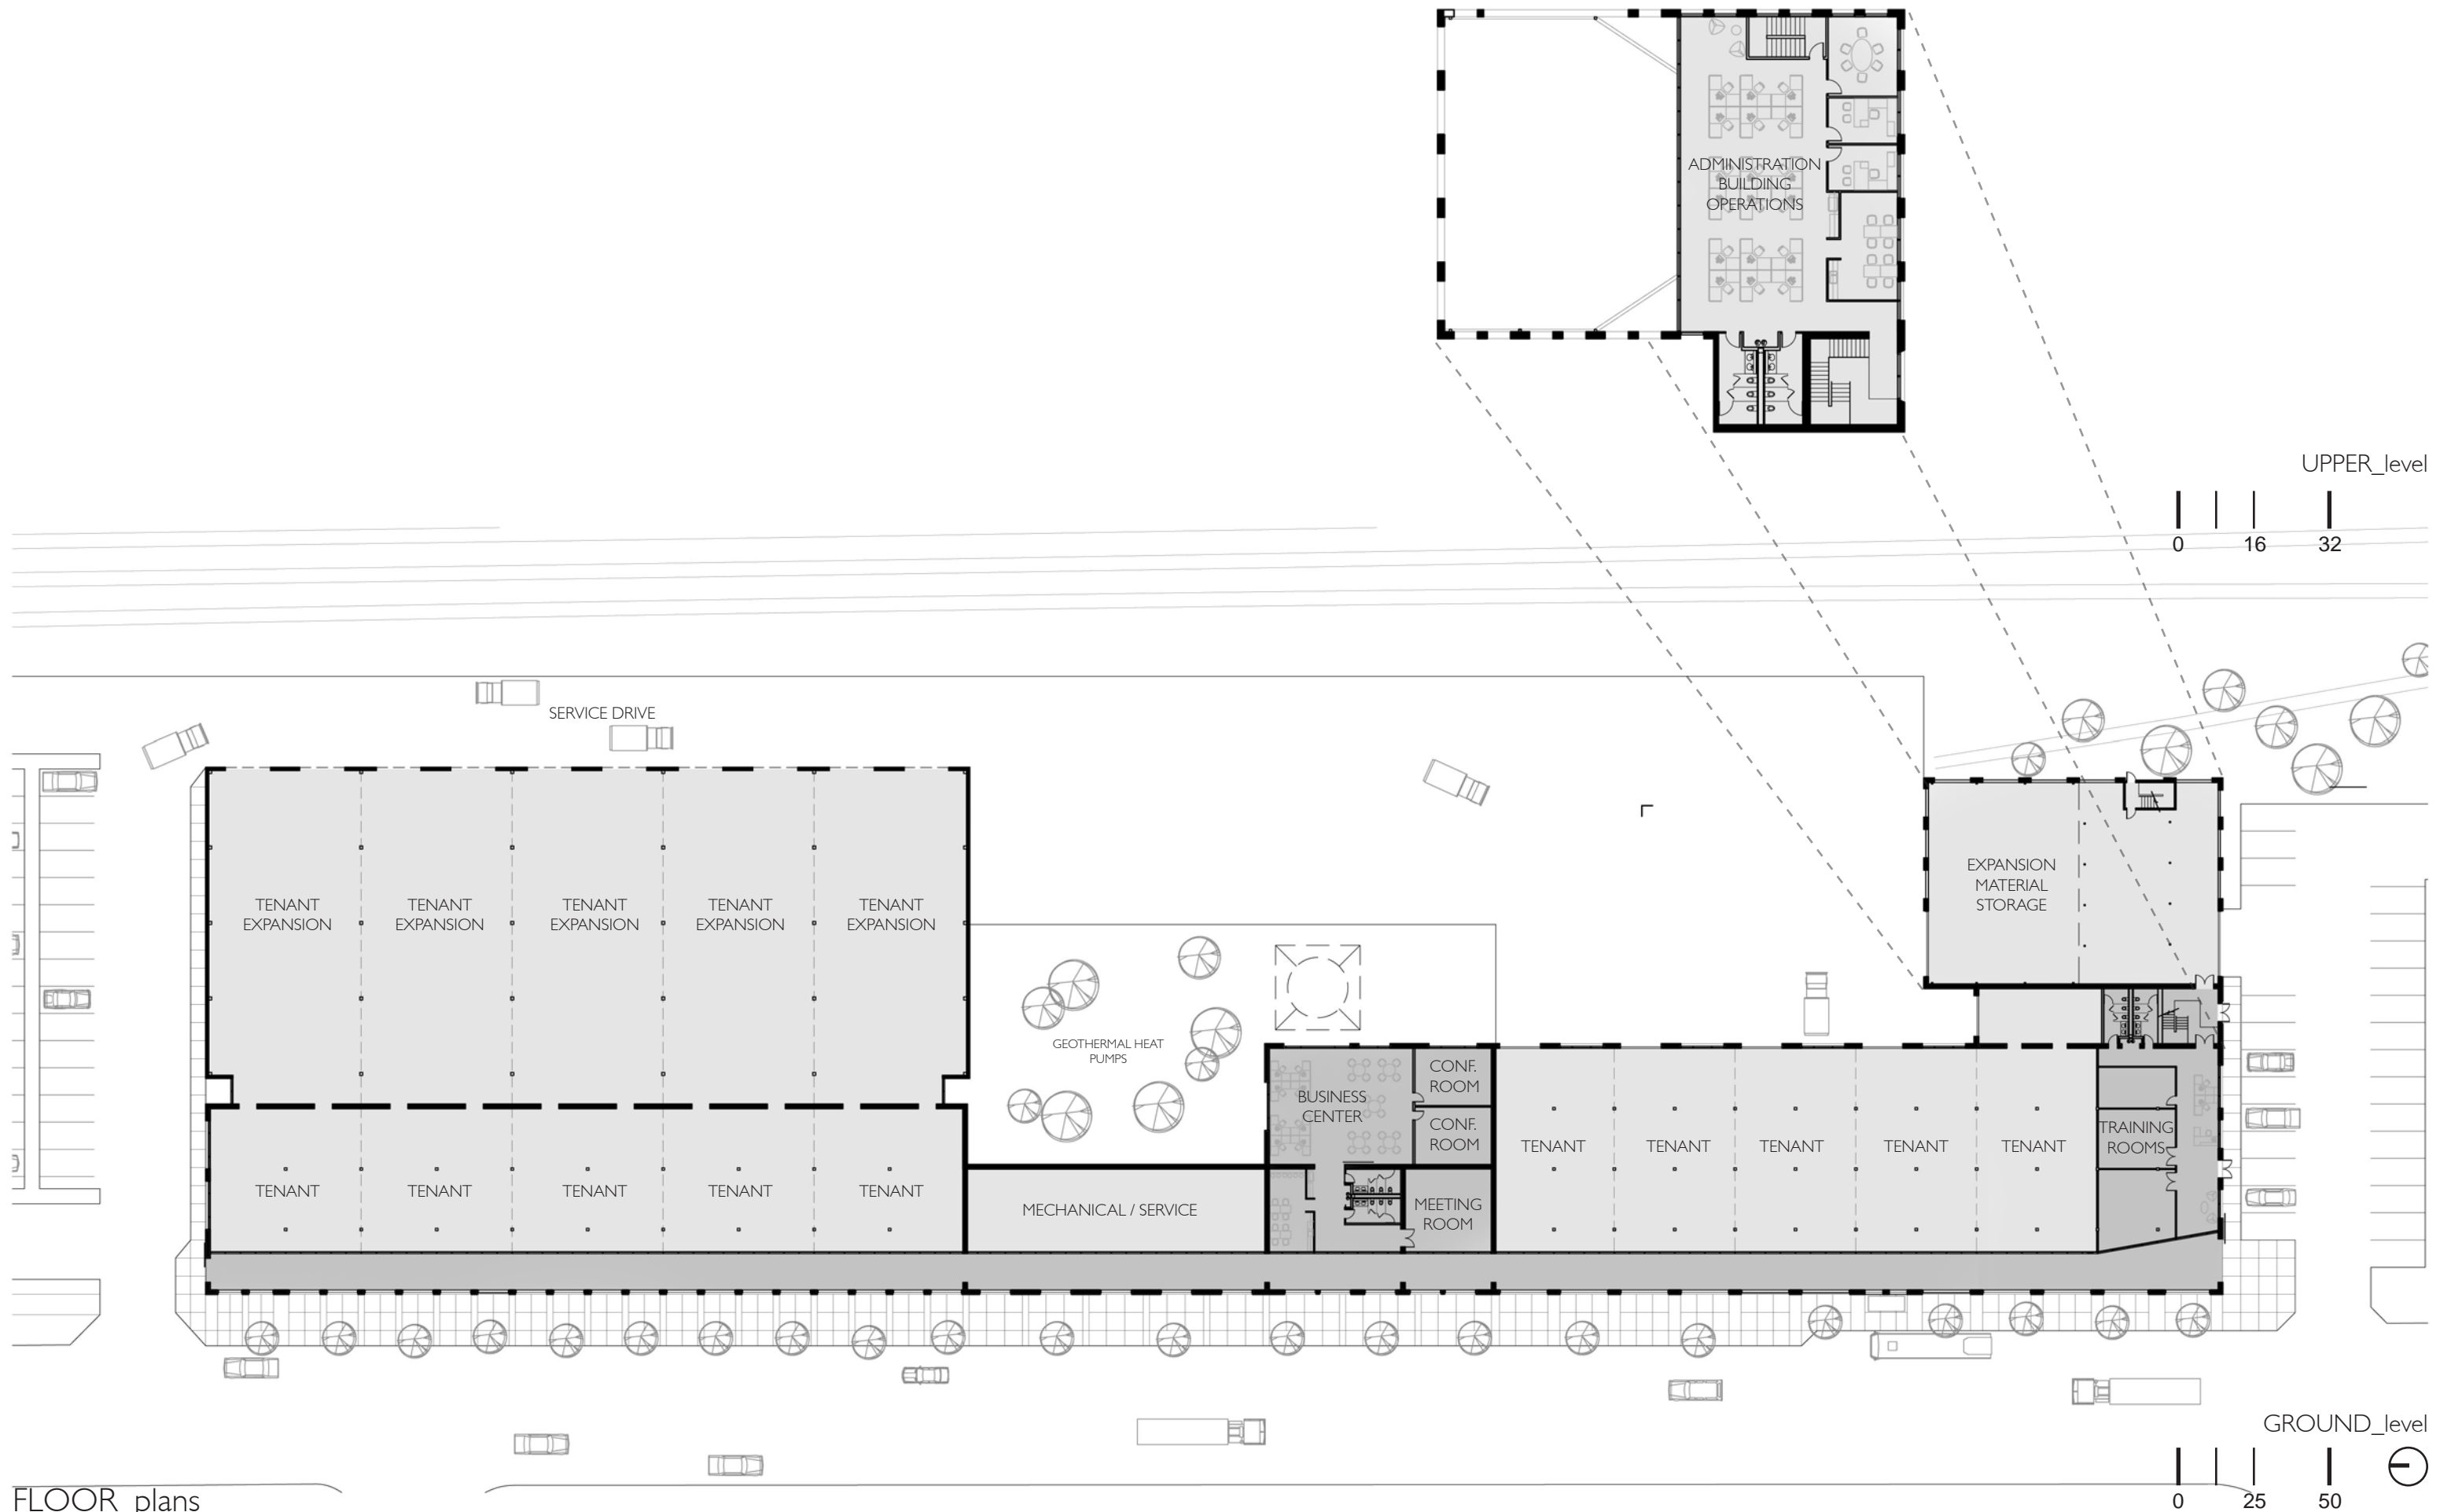 ADMINISTRATION
BUILDING
OPERATIONS
UPPER_level
0 16 32
SERVICE DRIVE
EXPANSION
MATERIAL
STORAGE
TENANT
EXPANSION
TENANT
EXPANSION
TENANT
EXPANSION
TENANT
EXPANSION
TENANT
EXPANSION
GEOTHERMAL HEAT
PUMPS
BUSINESS
CENTER
CONF.
ROOM
CONF.
ROOM
TENANT TENANT TENANT TENANT TENANT
TRAINING
ROOMS
TENANT TENANT TENANT TENANT TENANT
MECHANICAL / SERVICE
MEETING
ROOM
GROUND_level
0 25 50
FLOOR_plans